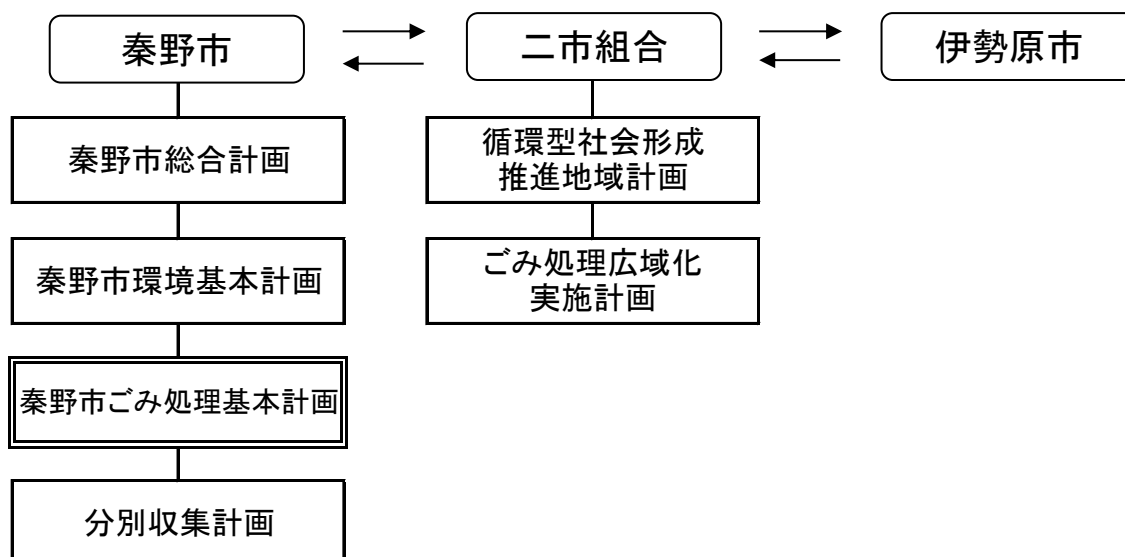 秦野市
二市組合
伊勢原市
秦野市総合計画
循環型社会形成
推進地域計画
秦野市環境基本計画
ごみ処理広域化
実施計画
秦野市ごみ処理基本計画
分別収集計画